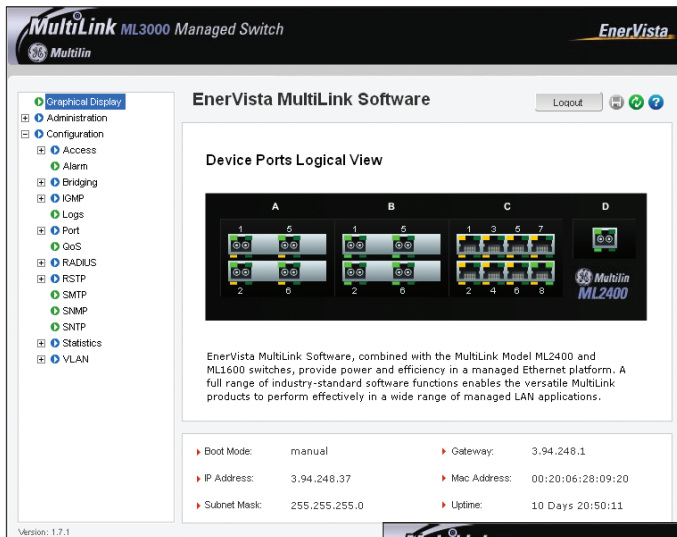 MultiLink ML3000 Managed Switch
EnerVista
Multilin
Graphical Display
Administration
Configuration
Access
Alarm
Bridging
IGMP
Logs
Port
QoS
RADIUS
RSTP
SMTP
SNMP
SNTP
Statistics
VLAN
EnerVista MultiLink Software
Logout
Device Ports Logical View
A B C D
1 5 1 5 1 3 5 7
2 6 2 6 2 4 6 8
Multilin
ML2400
EnerVista MultiLink Software, combined with the MultiLink Model ML2400 and
ML1600 switches, provide power and efficiency in a managed Ethernet platform. A
full range of industry-standard software functions enables the versatile MultiLink
products to perform effectively in a wide range of managed LAN applications.
Boot Mode: manual Gateway: 3.94.248.1
IP Address: 3.94.248.37 Mac Address: 00:20:06:28:09:20
Subnet Mask: 255.255.255.0 Uptime: 10 Days 20:50:11
Version: 1.7.1